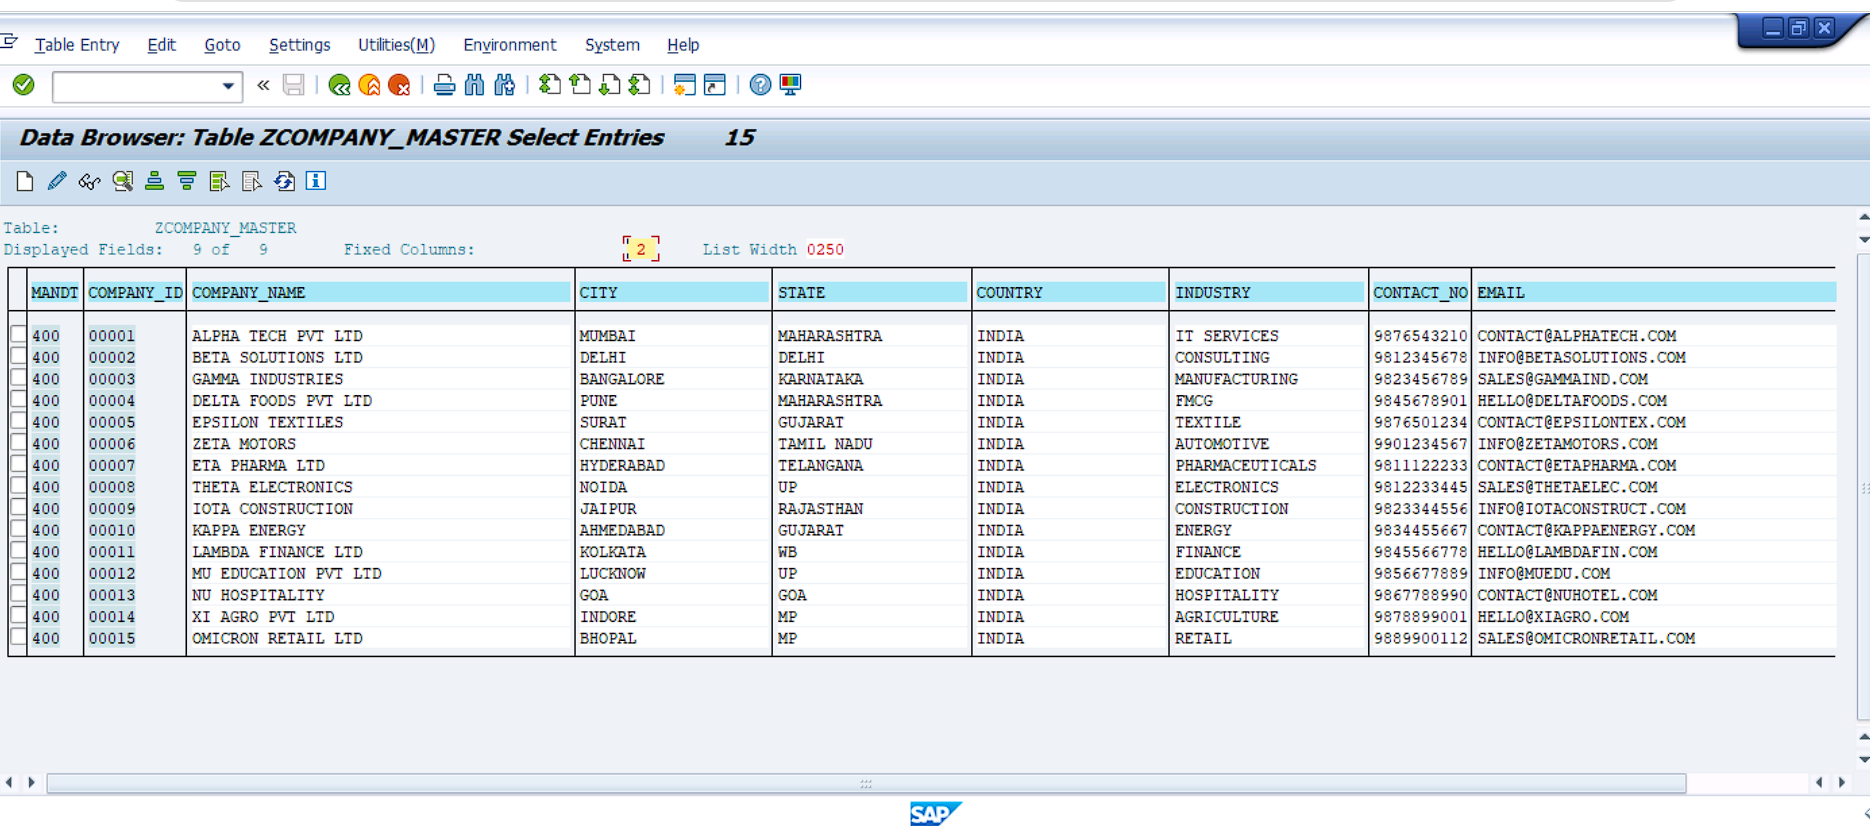 Table Entry Edit Goto Settings Utilities(M) Environment System Help
Data Browser: Table ZCOMPANY_MASTER Select Entries 15
Table: ZCOMPANY_MASTER
Displayed Fields: 9 of 9 Fixed Columns: 2 List Width 0250
MANDT COMPANY_ID COMPANY_NAME CITY STATE COUNTRY INDUSTRY CONTACT_NO EMAIL
400 00001 ALPHA TECH PVT LTD MUMBAI MAHARASHTRA INDIA IT SERVICES 9876543210 CONTACT@ALPHATECH.COM
400 00002 BETA SOLUTIONS LTD DELHI DELHI INDIA CONSULTING 9812345678 INFO@BETASOLUTIONS.COM
400 00003 GAMMA INDUSTRIES BANGALORE KARNATAKA INDIA MANUFACTURING 9823456789 SALES@GAMMAIND.COM
400 00004 DELTA FOODS PVT LTD PUNE MAHARASHTRA INDIA FMCG 9845678901 HELLO@DELTAFOODS.COM
400 00005 EPSILON TEXTILES SURAT GUJARAT INDIA TEXTILE 9876501234 CONTACT@EPSILONTEX.COM
400 00006 ZETA MOTORS CHENNAI TAMIL NADU INDIA AUTOMOTIVE 9901234567 INFO@ZETAMOTORS.COM
400 00007 ETA PHARMA LTD HYDERABAD TELANGANA INDIA PHARMACEUTICALS 9811122233 CONTACT@ETAPHARMA.COM
400 00008 THETA ELECTRONICS NOIDA UP INDIA ELECTRONICS 9812233445 SALES@THETAELEC.COM
400 00009 IOTA CONSTRUCTION JAIPUR RAJASTHAN INDIA CONSTRUCTION 9823344556 INFO@IOTACONSTRUCT.COM
400 00010 KAPPA ENERGY AHMEDABAD GUJARAT INDIA ENERGY 9834455667 CONTACT@KAPPAENERGY.COM
400 00011 LAMBDA FINANCE LTD KOLKATA WB INDIA FINANCE 9845566778 HELLO@LAMBDAFIN.COM
400 00012 MU EDUCATION PVT LTD LUCKNOW UP INDIA EDUCATION 9856677889 INFO@MUEDU.COM
400 00013 NU HOSPITALITY GOA GOA INDIA HOSPITALITY 9867788990 CONTACT@NUHOTEL.COM
400 00014 XI AGRO PVT LTD INDORE MP INDIA AGRICULTURE 9878899001 HELLO@XIAGRO.COM
400 00015 OMICRON RETAIL LTD BHOPAL MP INDIA RETAIL 9889900112 SALES@OMICRONRETAIL.COM
SAP